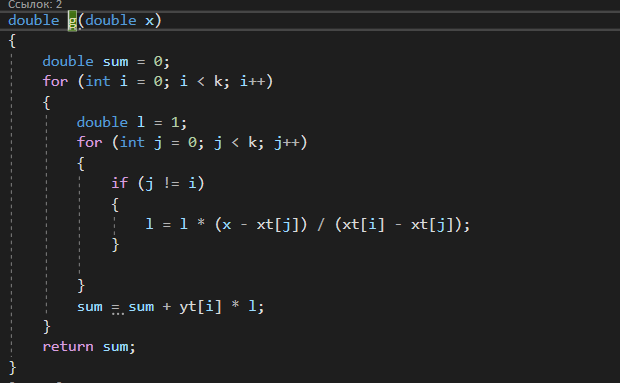 Ссылок: 2
double g(double x)
{
    double sum = 0;
    for (int i = 0; i < k; i++)
    {
        double l = 1;
        for (int j = 0; j < k; j++)
        {
            if (j != i)
            {
                l = l * (x - xt[j]) / (xt[i] - xt[j]);
            }

        }
        sum = sum + yt[i] * l;
    }
    return sum;
}